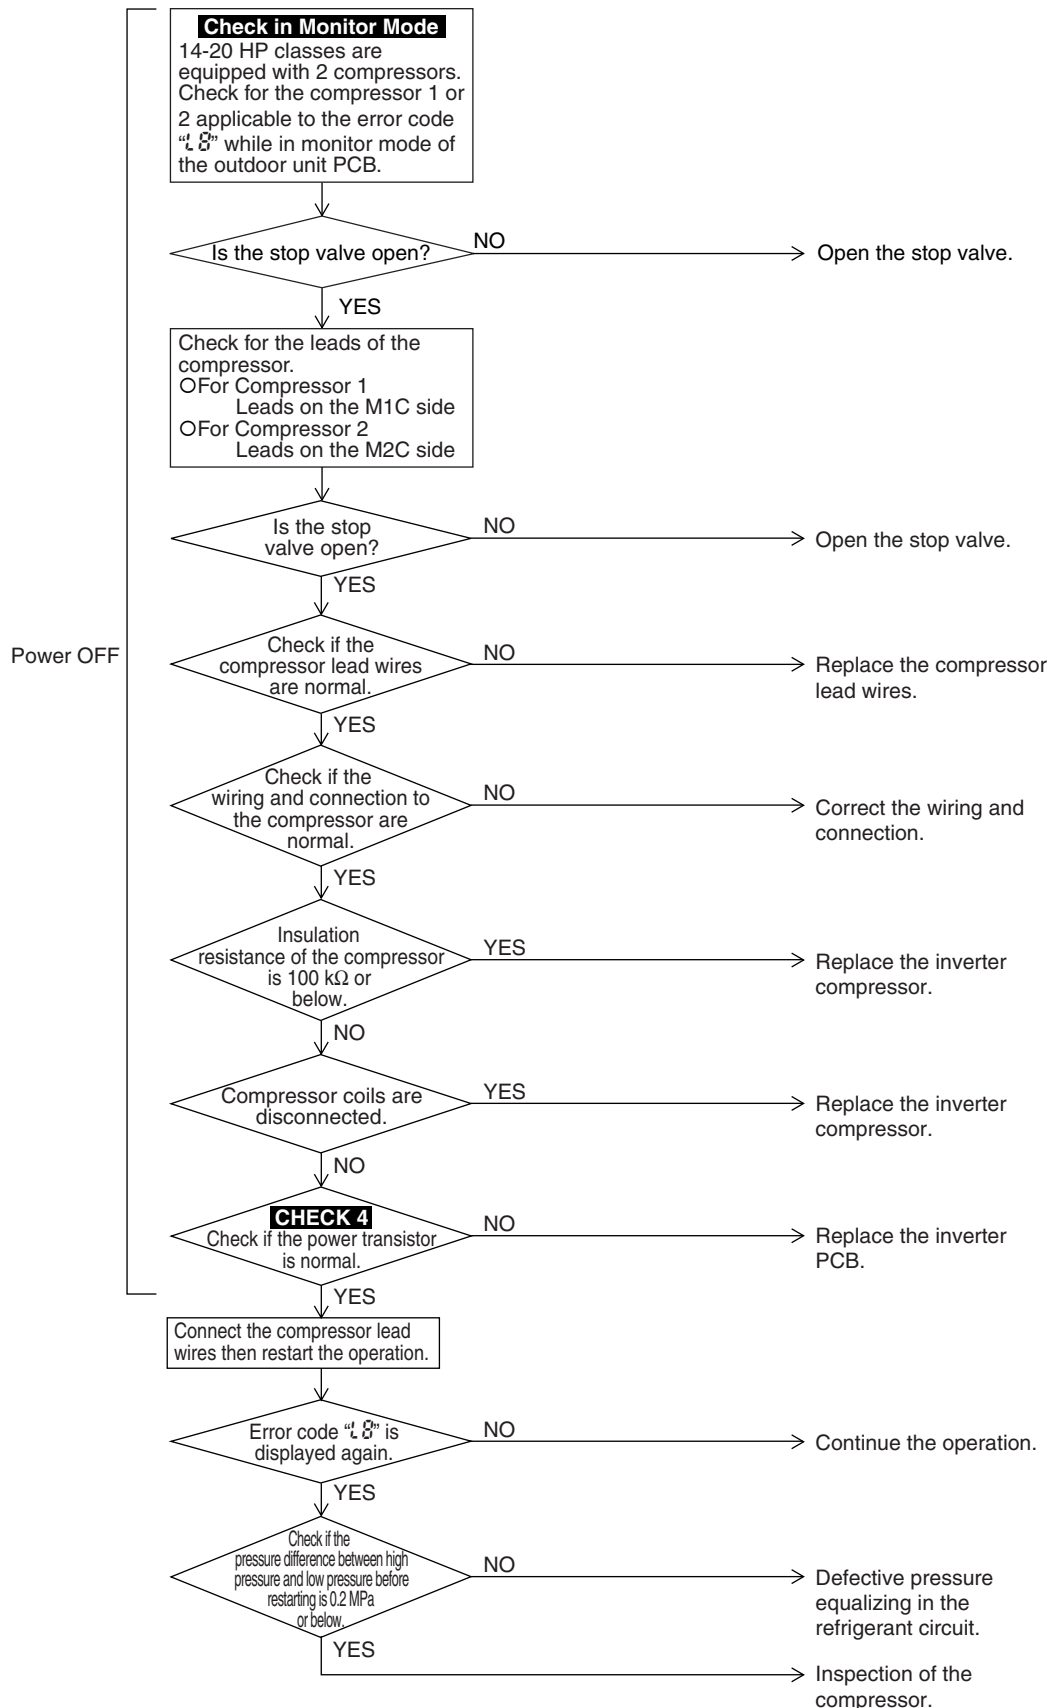 Check in Monitor Mode
14-20 HP classes are
equipped with 2 compressors.
Check for the compressor 1 or
2 applicable to the error code
“L8” while in monitor mode of
the outdoor unit PCB.
Is the stop valve open?
NO
Open the stop valve.
YES
Check for the leads of the
compressor.
○For Compressor 1
Leads on the M1C side
○For Compressor 2
Leads on the M2C side
Is the stop
valve open?
NO
Open the stop valve.
YES
Power OFF
Check if the
compressor lead wires
are normal.
NO
Replace the compressor
lead wires.
YES
Check if the
wiring and connection to
the compressor are
normal.
NO
Correct the wiring and
connection.
YES
Insulation
resistance of the compressor
is 100 kΩ or
below.
YES
Replace the inverter
compressor.
NO
Compressor coils are
disconnected.
YES
Replace the inverter
compressor.
NO
CHECK 4
Check if the power transistor
is normal.
NO
Replace the inverter
PCB.
YES
Connect the compressor lead
wires then restart the operation.
Error code “L8” is
displayed again.
NO
Continue the operation.
YES
Check if the
pressure difference between high
pressure and low pressure before
restarting is 0.2 MPa
or below.
NO
Defective pressure
equalizing in the
refrigerant circuit.
YES
Inspection of the
compressor.